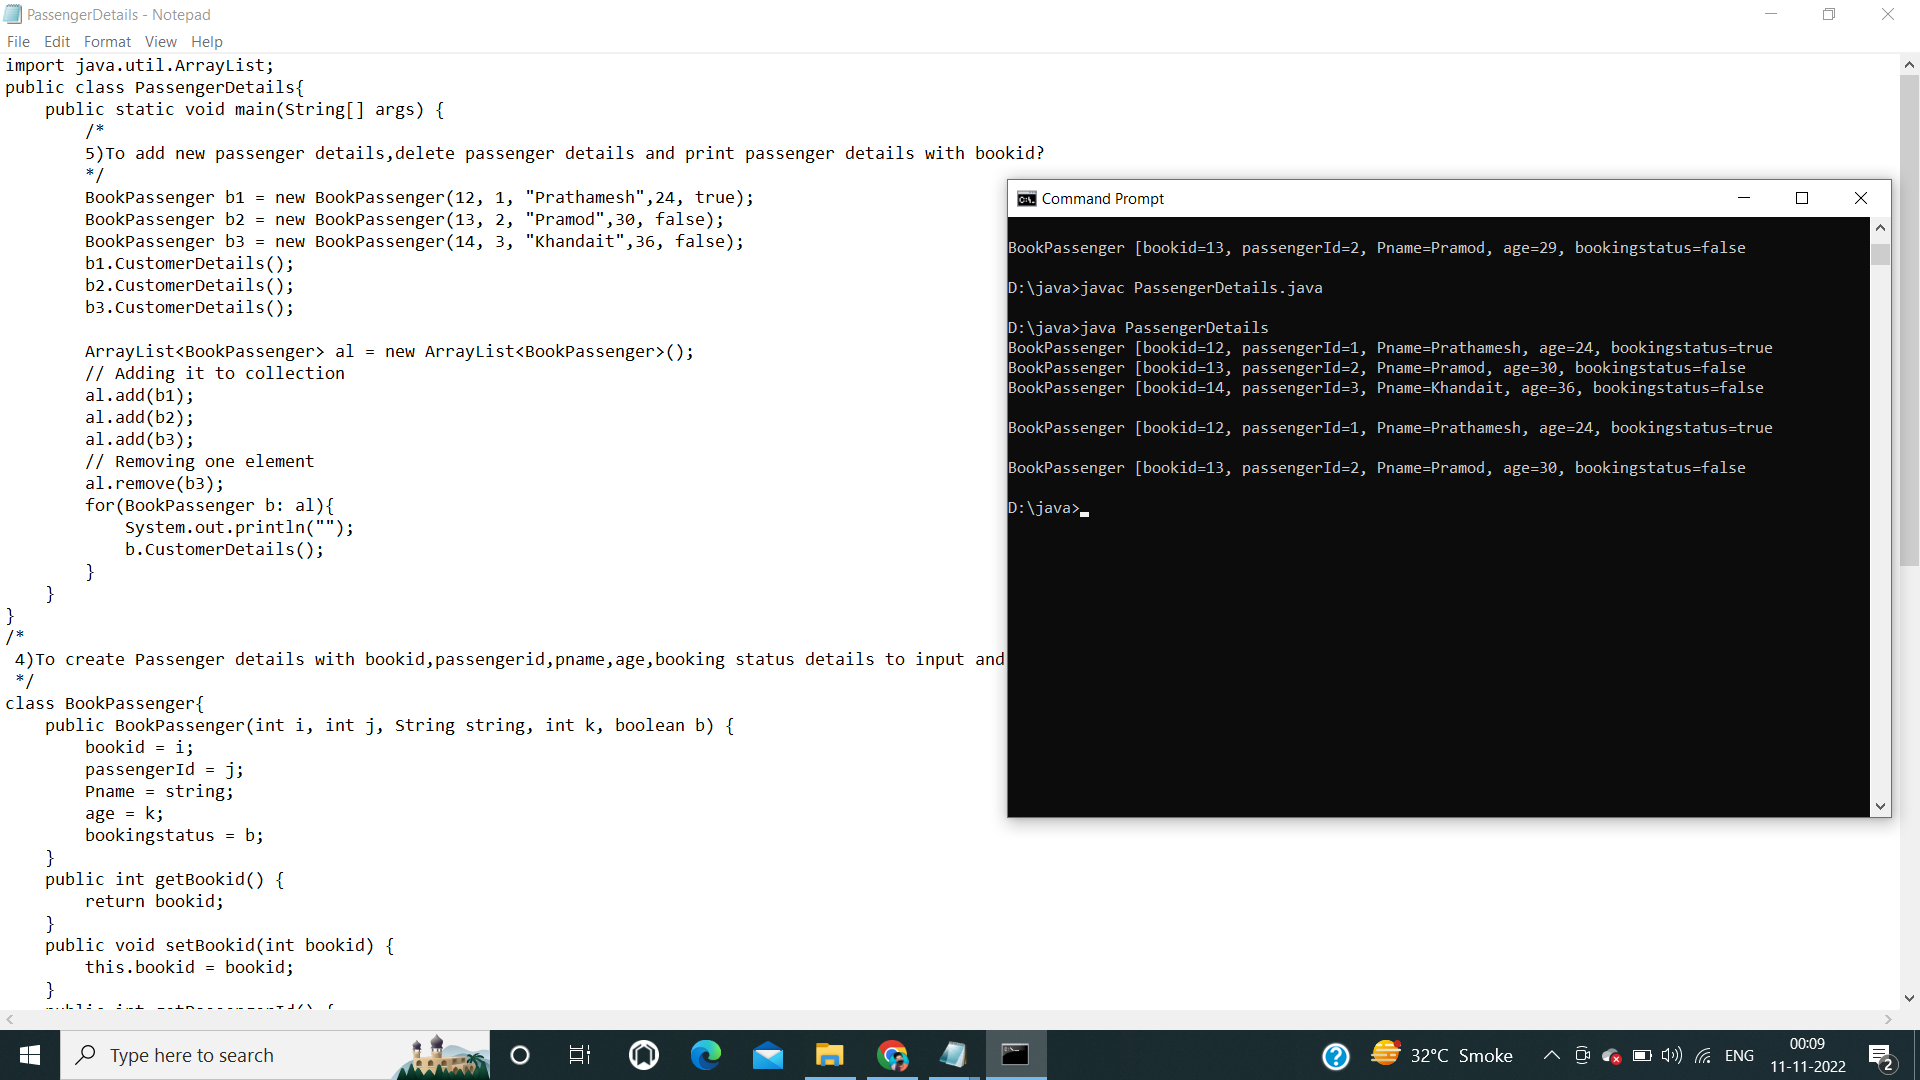 PassengerDetails - Notepad
File Edit Format View Help
import java.util.ArrayList;
public class PassengerDetails{
    public static void main(String[] args) {
        /*
        5)To add new passenger details,delete passenger details and print passenger details with bookid?
        */
        BookPassenger b1 = new BookPassenger(12, 1, "Prathamesh",24, true);
        BookPassenger b2 = new BookPassenger(13, 2, "Pramod",30, false);
        BookPassenger b3 = new BookPassenger(14, 3, "Khandait",36, false);
        b1.CustomerDetails();
        b2.CustomerDetails();
        b3.CustomerDetails();
        ArrayList<BookPassenger> al = new ArrayList<BookPassenger>();
        // Adding it to collection
        al.add(b1);
        al.add(b2);
        al.add(b3);
        // Removing one element
        al.remove(b3);
        for(BookPassenger b: al){
            System.out.println("");
            b.CustomerDetails();
        }
    }
}
/*
 4)To create Passenger details with bookid,passengerid,pname,age,booking status details to input and
 */
class BookPassenger{
    public BookPassenger(int i, int j, String string, int k, boolean b) {
        bookid = i;
        passengerId = j;
        Pname = string;
        age = k;
        bookingstatus = b;
    }
    public int getBookid() {
        return bookid;
    }
    public void setBookid(int bookid) {
        this.bookid = bookid;
    }
    public int getPassengerId() {
Command Prompt
BookPassenger [bookid=13, passengerId=2, Pname=Pramod, age=29, bookingstatus=false
D:\java>javac PassengerDetails.java
D:\java>java PassengerDetails
BookPassenger [bookid=12, passengerId=1, Pname=Prathamesh, age=24, bookingstatus=true
BookPassenger [bookid=13, passengerId=2, Pname=Pramod, age=30, bookingstatus=false
BookPassenger [bookid=14, passengerId=3, Pname=Khandait, age=36, bookingstatus=false
BookPassenger [bookid=12, passengerId=1, Pname=Prathamesh, age=24, bookingstatus=true
BookPassenger [bookid=13, passengerId=2, Pname=Pramod, age=30, bookingstatus=false
D:\java>
Type here to search
32°C Smoke
ENG
00:09
11-11-2022
2